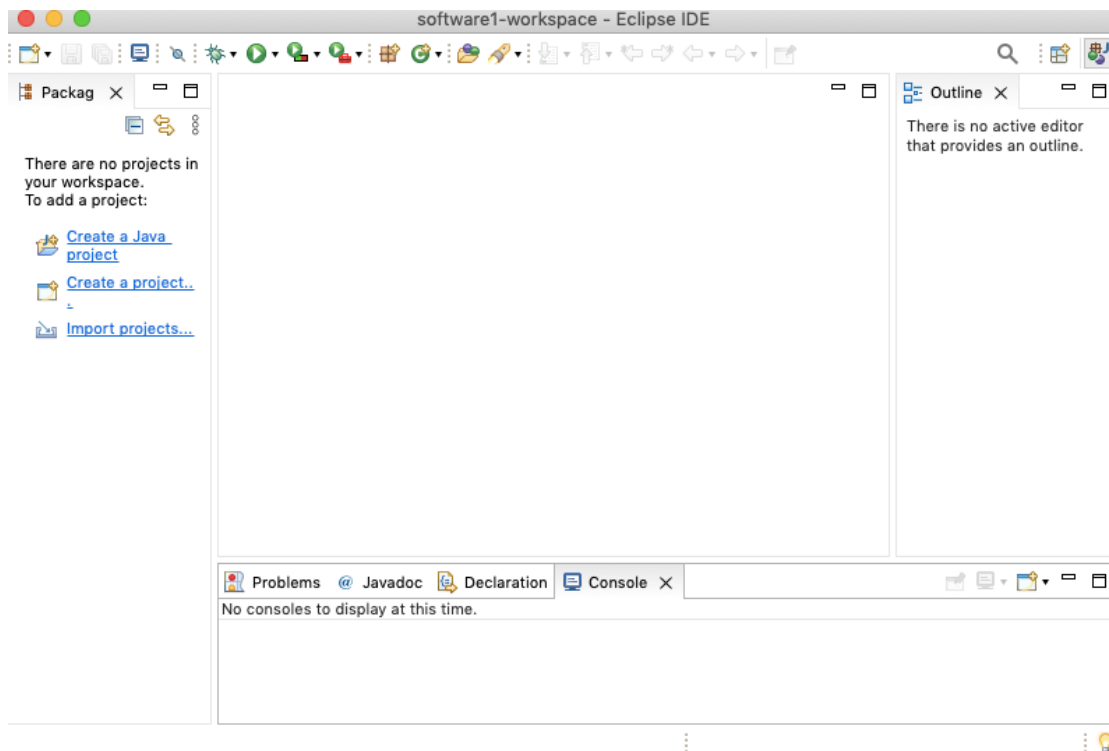 software1-workspace - Eclipse IDE
Packag
There are no projects in
your workspace.
To add a project:
Create a Java
project
Create a project..
.
Import projects...
Outline
There is no active editor
that provides an outline.
Problems @ Javadoc Declaration Console
No consoles to display at this time.